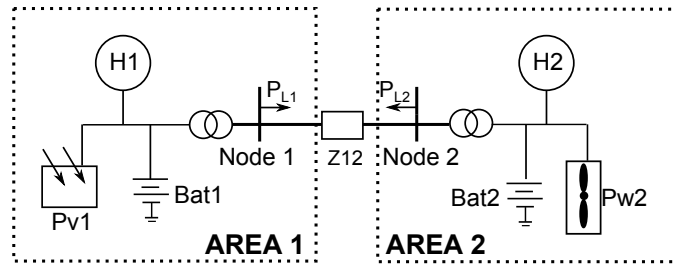 H1
H2
P_L1
P_L2
Node 1
Z12
Node 2
Pv1
Bat1
Bat2
Pw2
AREA 1
AREA 2